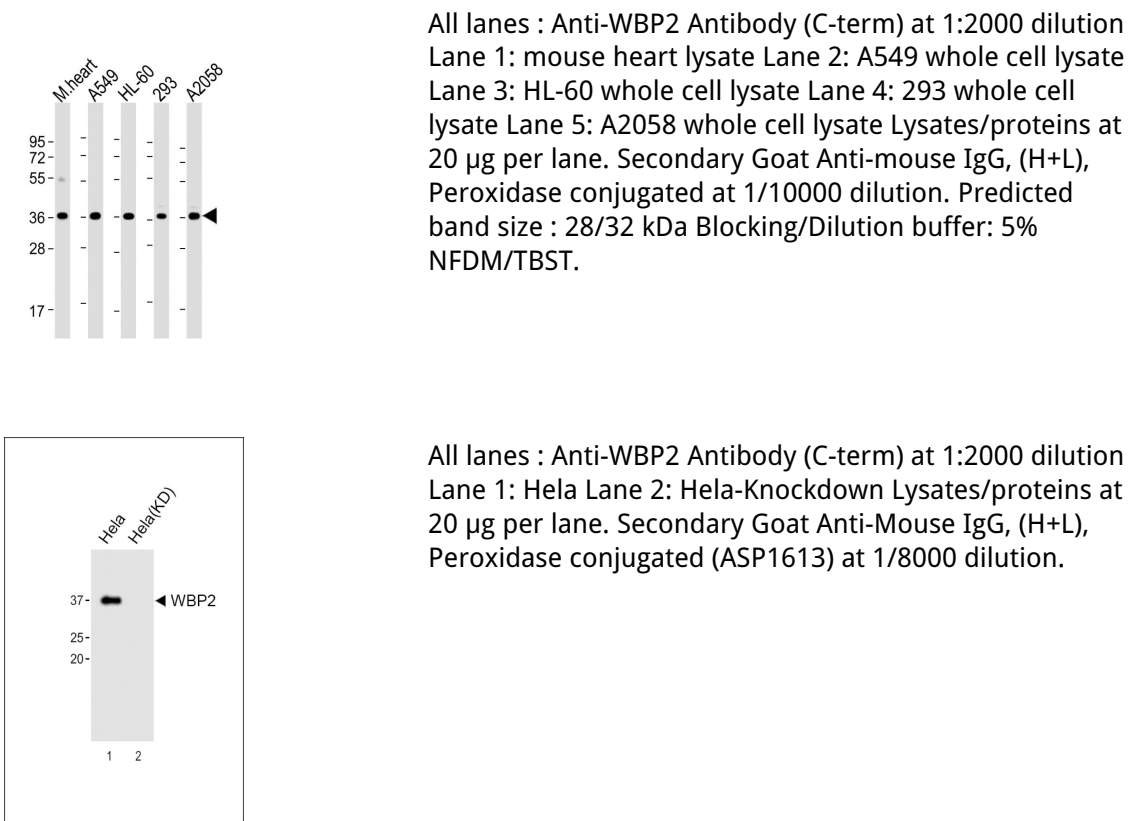 M.heart
A549
HL-60
293
A2058
95
72
55
36
28
17
All lanes : Anti-WBP2 Antibody (C-term) at 1:2000 dilution
Lane 1: mouse heart lysate Lane 2: A549 whole cell lysate
Lane 3: HL-60 whole cell lysate Lane 4: 293 whole cell
lysate Lane 5: A2058 whole cell lysate Lysates/proteins at
20 µg per lane. Secondary Goat Anti-mouse IgG, (H+L),
Peroxidase conjugated at 1/10000 dilution. Predicted
band size : 28/32 kDa Blocking/Dilution buffer: 5%
NFDM/TBST.
Hela
Hela(KD)
37-
WBP2
25-
20-
1 2
All lanes : Anti-WBP2 Antibody (C-term) at 1:2000 dilution
Lane 1: Hela Lane 2: Hela-Knockdown Lysates/proteins at
20 µg per lane. Secondary Goat Anti-Mouse IgG, (H+L),
Peroxidase conjugated (ASP1613) at 1/8000 dilution.